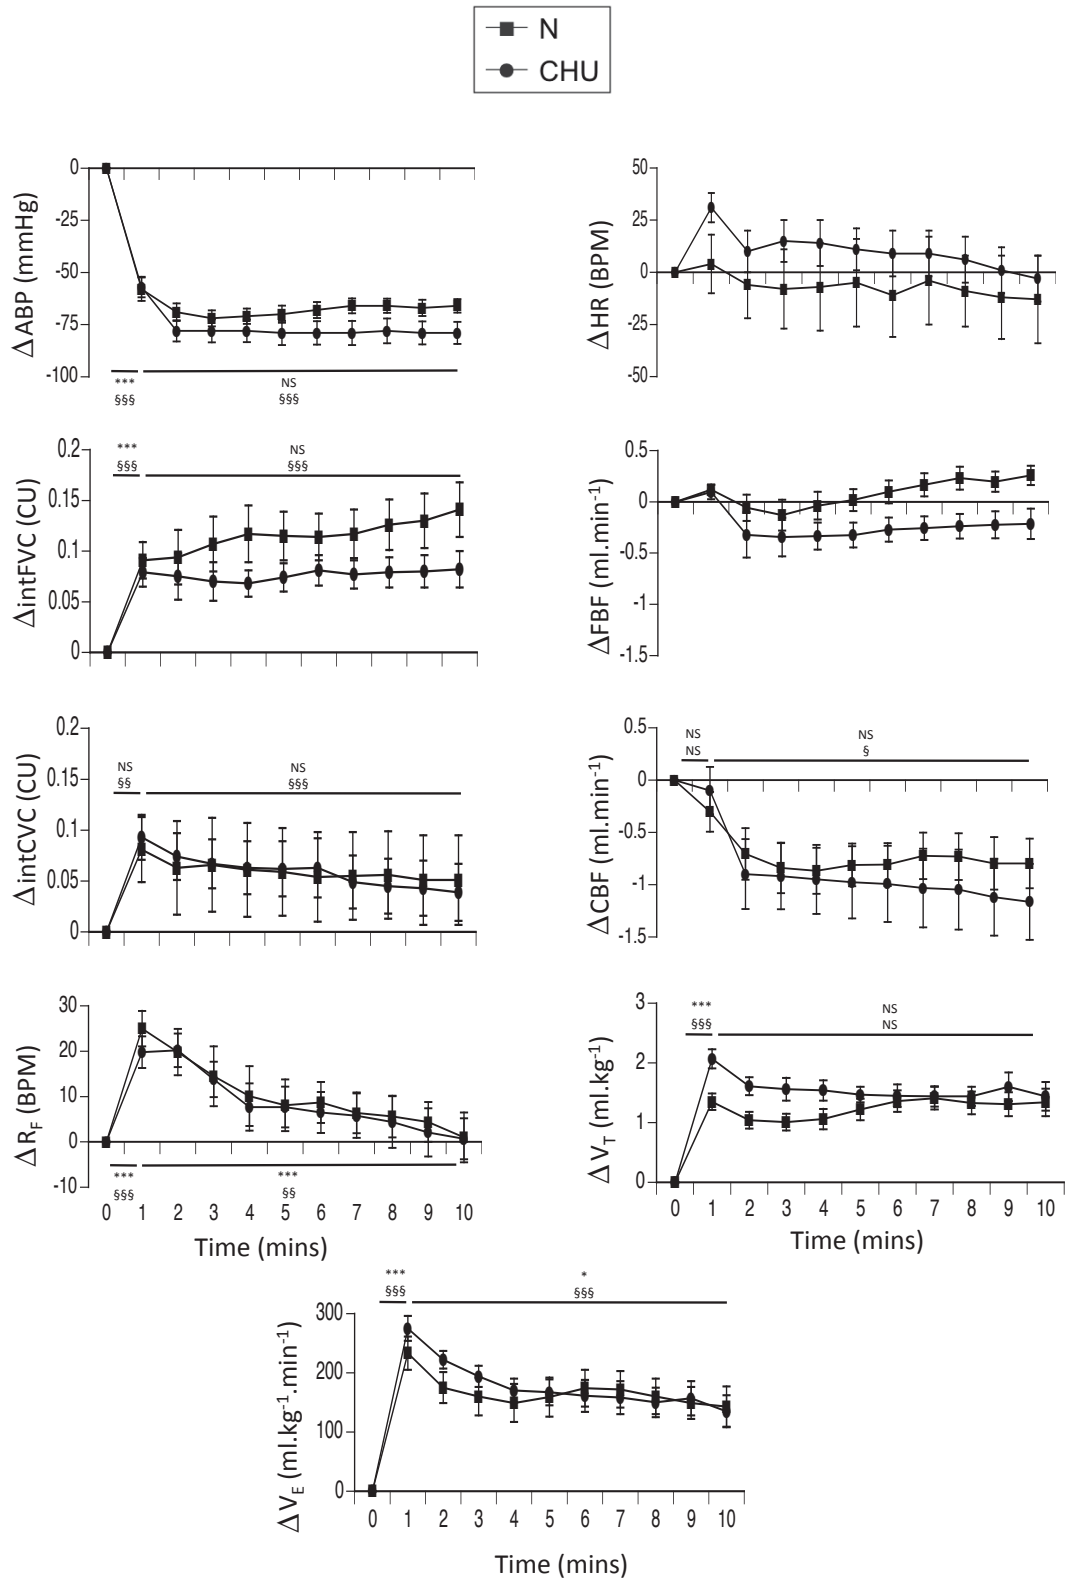 N
CHU
ΔABP (mmHg)
0
-25
-50
-75
-100
***
§§§
NS
§§§
ΔHR (BPM)
50
25
0
-25
-50
ΔintFVC (CU)
0.2
0.15
0.1
0.05
0
***
§§§
NS
§§§
ΔFBF (ml.min⁻¹)
0.5
0
-0.5
-1
-1.5
ΔintCVC (CU)
0.2
0.15
0.1
0.05
0
NS
§§
NS
§§§
ΔCBF (ml.min⁻¹)
0.5
0
-0.5
-1
-1.5
NS
NS
NS
§
ΔR_F (BPM)
30
20
10
0
-10
***
§§§
***
§§
0 1 2 3 4 5 6 7 8 9 10
Time (mins)
ΔV_T (ml.kg⁻¹)
3
2
1
0
***
§§§
NS
NS
0 1 2 3 4 5 6 7 8 9 10
Time (mins)
ΔV_E (ml.kg⁻¹.min⁻¹)
300
200
100
0
***
§§§
*
§§§
0 1 2 3 4 5 6 7 8 9 10
Time (mins)